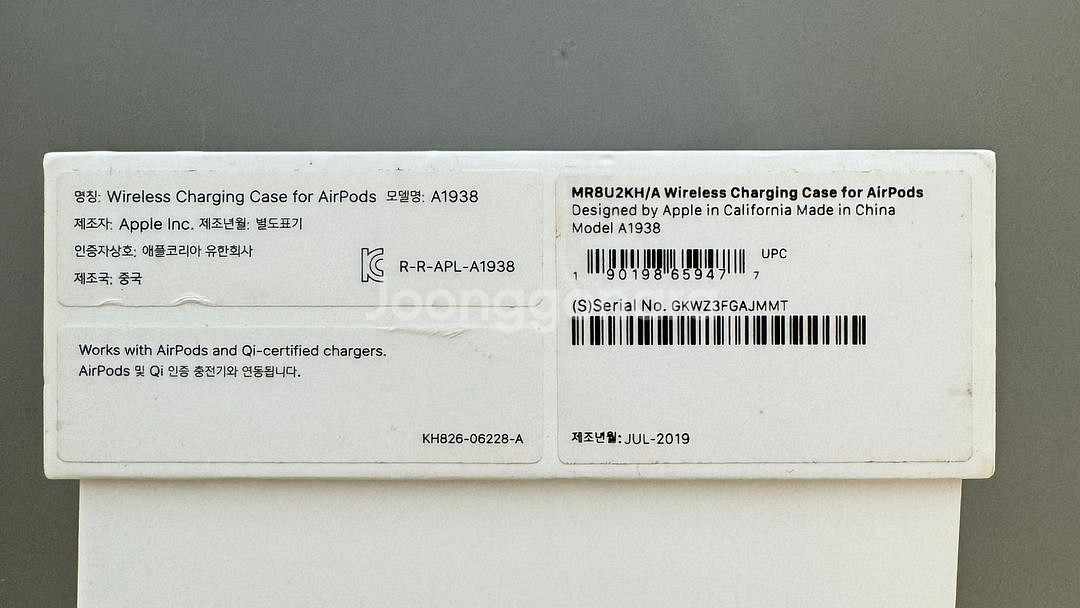 명칭: Wireless Charging Case for AirPods 모델명: A1938
제조자: Apple Inc. 제조년월: 별도표기
인증자상호: 애플코리아 유한회사
제조국: 중국
R-R-APL-A1938
Works with AirPods and Qi-certified chargers.
AirPods 및 Qi 인증 충전기와 연동됩니다.
KH826-06228-A
MR8U2KH/A Wireless Charging Case for AirPods
Designed by Apple in California Made in China
Model A1938
UPC
1 90198 65947 7
(S)Serial No. GKWZ3FGAJMMT
제조년월: JUL-2019